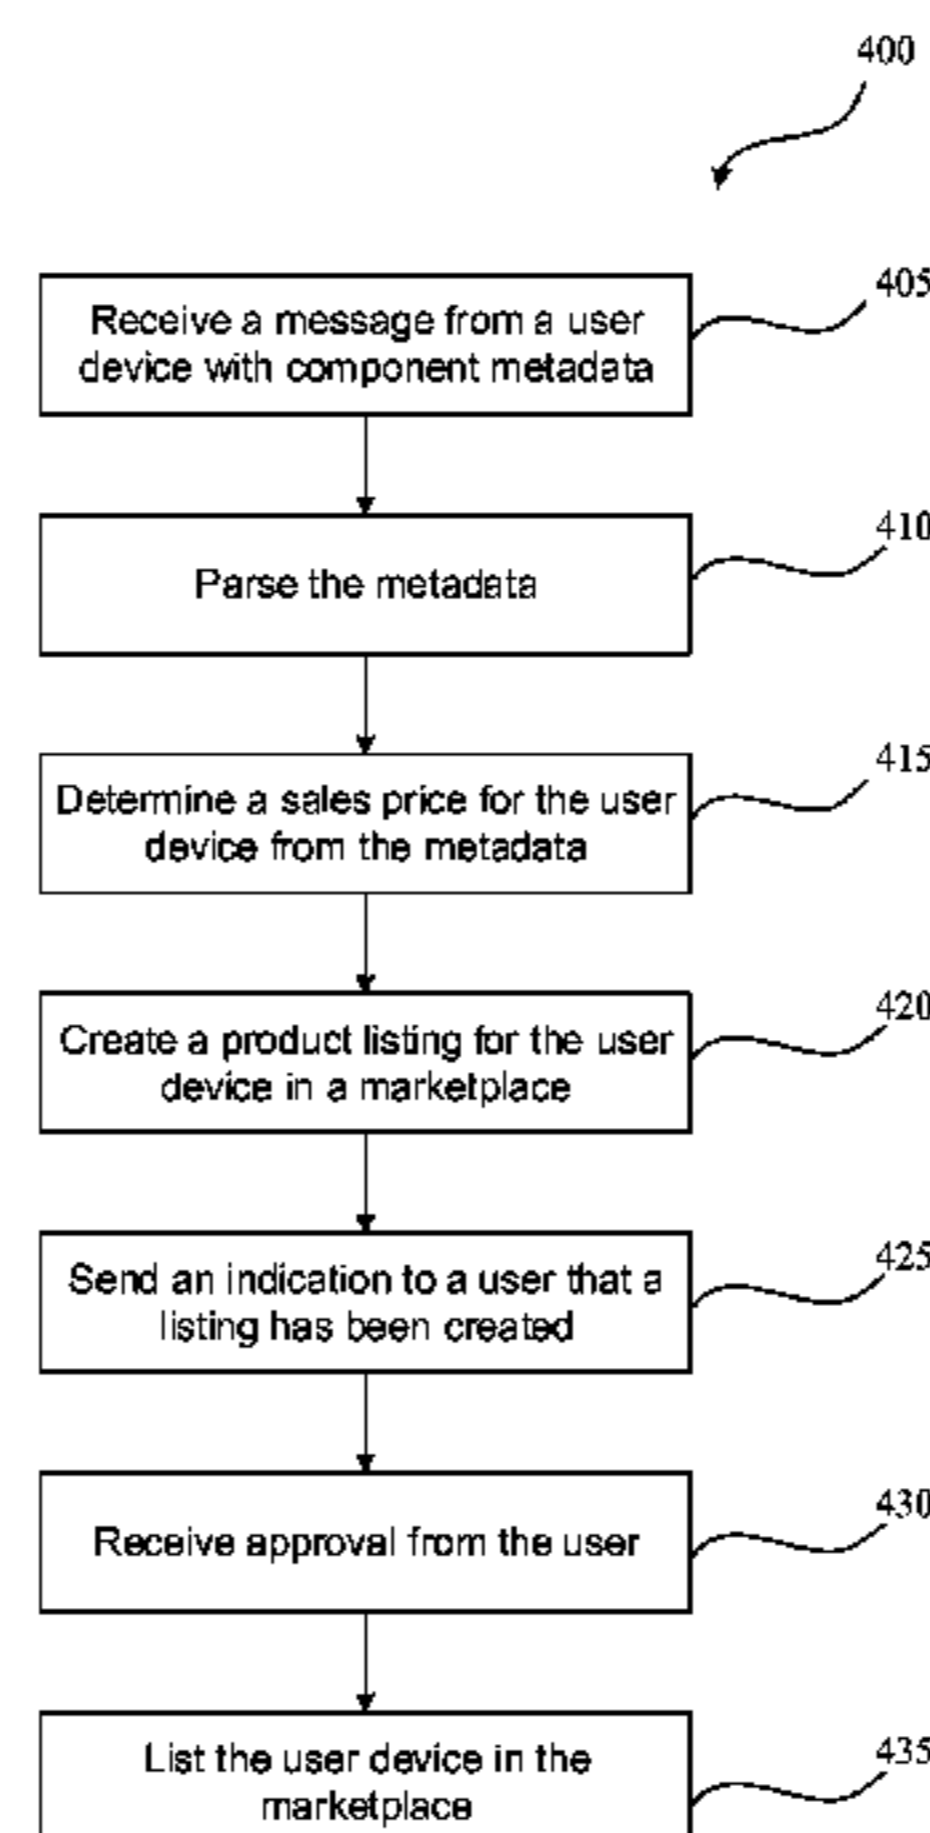 400
405
Receive a message from a user
device with component metadata
410
Parse the metadata
415
Determine a sales price for the user
device from the metadata
420
Create a product listing for the user
device in a marketplace
425
Send an indication to a user that a
listing has been created
430
Receive approval from the user
435
List the user device in the
marketplace